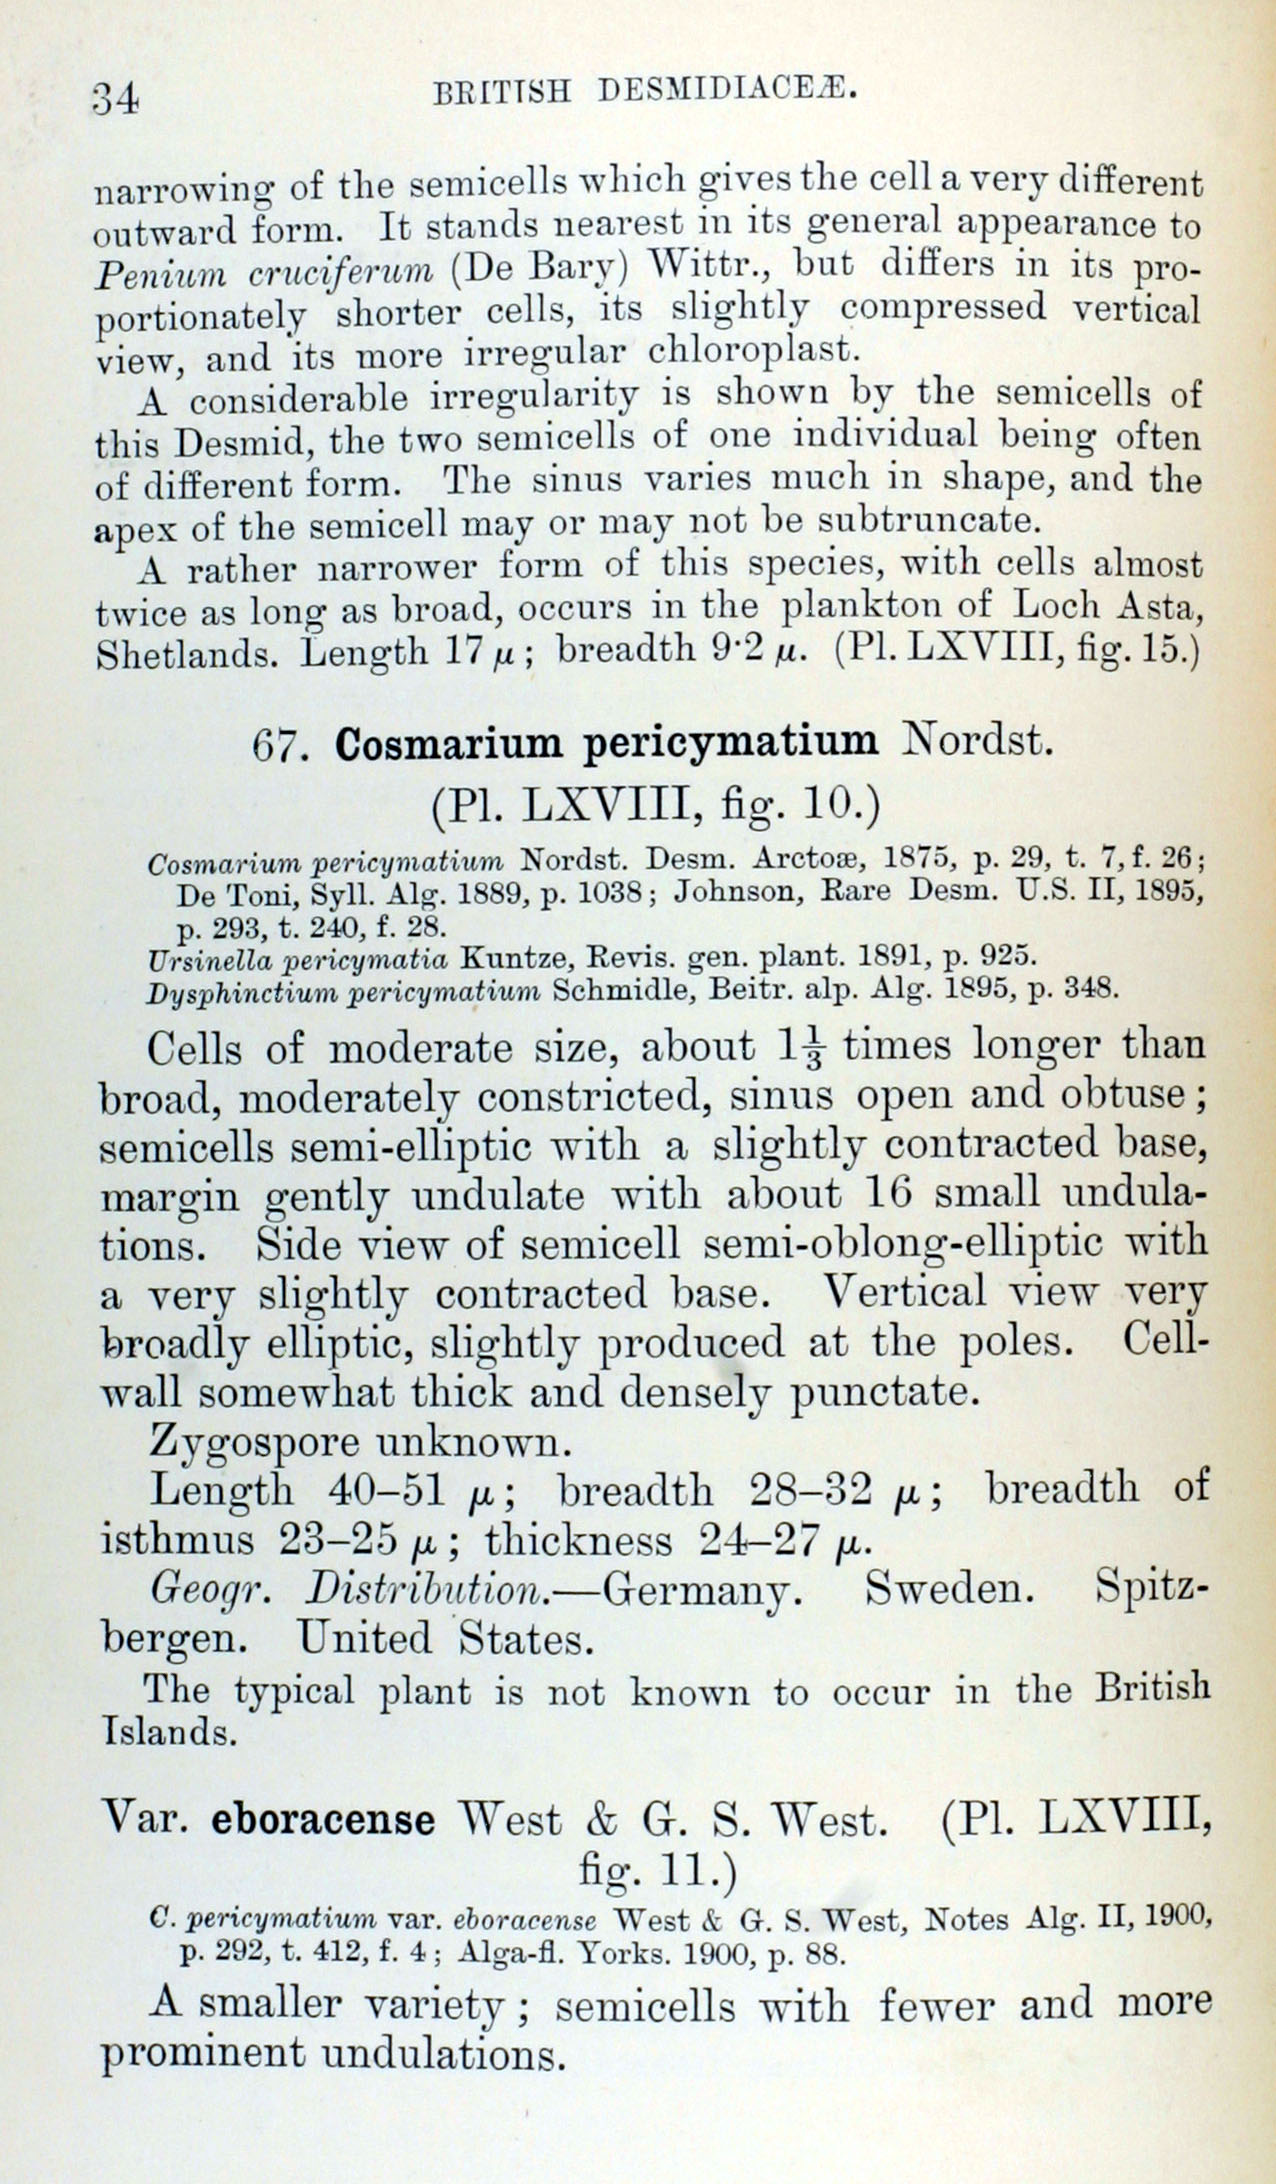 34
BRITISH DESMIDIACEÆ.
narrowing of the semicells which gives the cell a very different
outward form. It stands nearest in its general appearance to
Penium cruciferum (De Bary) Wittr., but differs in its pro-
portionately shorter cells, its slightly compressed vertical
view, and its more irregular chloroplast.
A considerable irregularity is shown by the semicells of
this Desmid, the two semicells of one individual being often
of different form. The sinus varies much in shape, and the
apex of the semicell may or may not be subtruncate.
A rather narrower form of this species, with cells almost
twice as long as broad, occurs in the plankton of Loch Asta,
Shetlands. Length 17 μ; breadth 9·2 μ. (Pl. LXVIII, fig. 15.)
67. Cosmarium pericymatium Nordst.
(Pl. LXVIII, fig. 10.)
Cosmarium pericymatium Nordst. Desm. Arctoæ, 1875, p. 29, t. 7, f. 26;
De Toni, Syll. Alg. 1889, p. 1038; Johnson, Rare Desm. U.S. II, 1895,
p. 293, t. 240, f. 28.
Ursinella pericymatia Kuntze, Revis. gen. plant. 1891, p. 925.
Dysphinctium pericymatium Schmidle, Beitr. alp. Alg. 1895, p. 348.
Cells of moderate size, about 1⅓ times longer than
broad, moderately constricted, sinus open and obtuse;
semicells semi-elliptic with a slightly contracted base,
margin gently undulate with about 16 small undula-
tions. Side view of semicell semi-oblong-elliptic with
a very slightly contracted base. Vertical view very
broadly elliptic, slightly produced at the poles. Cell-
wall somewhat thick and densely punctate.
Zygospore unknown.
Length 40–51 μ; breadth 28–32 μ; breadth of
isthmus 23–25 μ; thickness 24–27 μ.
Geogr. Distribution.—Germany. Sweden. Spitz-
bergen. United States.
The typical plant is not known to occur in the British
Islands.
Var. eboracense West & G. S. West. (Pl. LXVIII,
fig. 11.)
C. pericymatium var. eboracense West & G. S. West, Notes Alg. II, 1900,
p. 292, t. 412, f. 4; Alga-fl. Yorks. 1900, p. 88.
A smaller variety; semicells with fewer and more
prominent undulations.